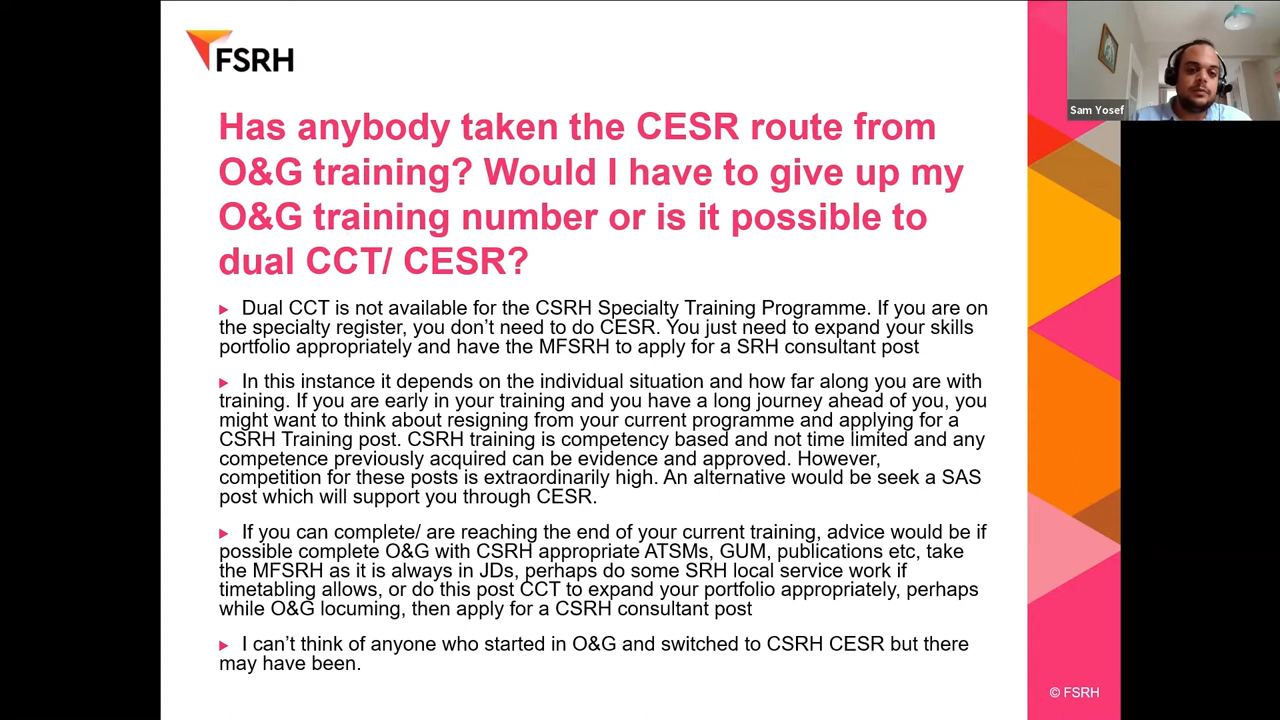 FSRH
Sam Yosef
Has anybody taken the CESR route from
O&G training? Would I have to give up my
O&G training number or is it possible to
dual CCT/ CESR?
Dual CCT is not available for the CSRH Specialty Training Programme. If you are on
the specialty register, you don't need to do CESR. You just need to expand your skills
portfolio appropriately and have the MFSRH to apply for a SRH consultant post
In this instance it depends on the individual situation and how far along you are with
training. If you are early in your training and you have a long journey ahead of you, you
might want to think about resigning from your current programme and applying for a
CSRH Training post. CSRH training is competency based and not time limited and any
competence previously acquired can be evidence and approved. However,
competition for these posts is extraordinarily high. An alternative would be seek a SAS
post which will support you through CESR.
If you can complete/ are reaching the end of your current training, advice would be if
possible complete O&G with CSRH appropriate ATSMs, GUM, publications etc, take
the MFSRH as it is always in JDs, perhaps do some SRH local service work if
timetabling allows, or do this post CCT to expand your portfolio appropriately, perhaps
while O&G locuming, then apply for a CSRH consultant post
I can't think of anyone who started in O&G and switched to CSRH CESR but there
may have been.
© FSRH